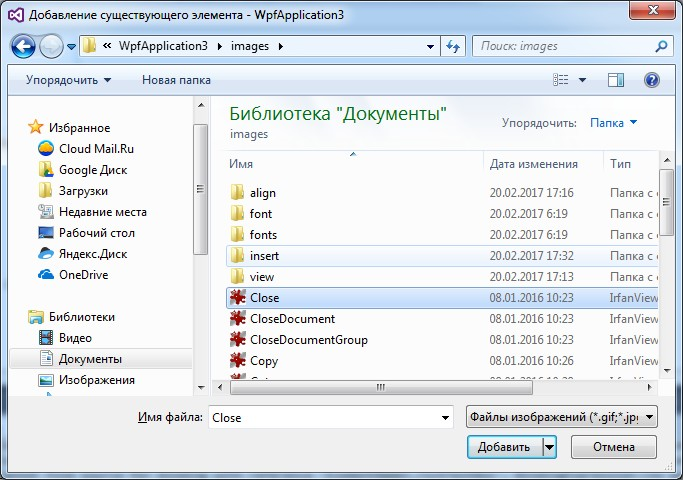 Добавление существующего элемента - WpfApplication3
« WpfApplication3 images
Поиск: images
Упорядочить Новая папка
Избранное
Cloud Mail.Ru
Google Диск
Загрузки
Недавние места
Рабочий стол
Яндекс.Диск
OneDrive
Библиотеки
Видео
Документы
Изображения
Библиотека "Документы"
images
Упорядочить: Папка
Имя Дата изменения Тип
align 20.02.2017 17:16 Папка с
font 20.02.2017 6:19 Папка с
fonts 20.02.2017 6:19 Папка с
insert 20.02.2017 17:32 Папка с
view 20.02.2017 17:13 Папка с
Close 08.01.2016 10:23 IrfanView
CloseDocument 08.01.2016 10:23 IrfanView
CloseDocumentGroup 08.01.2016 10:23 IrfanView
Copy 08.01.2016 10:26 IrfanView
Имя файла: Close
Файлы изображений (*.gif;*.jpg
Добавить Отмена